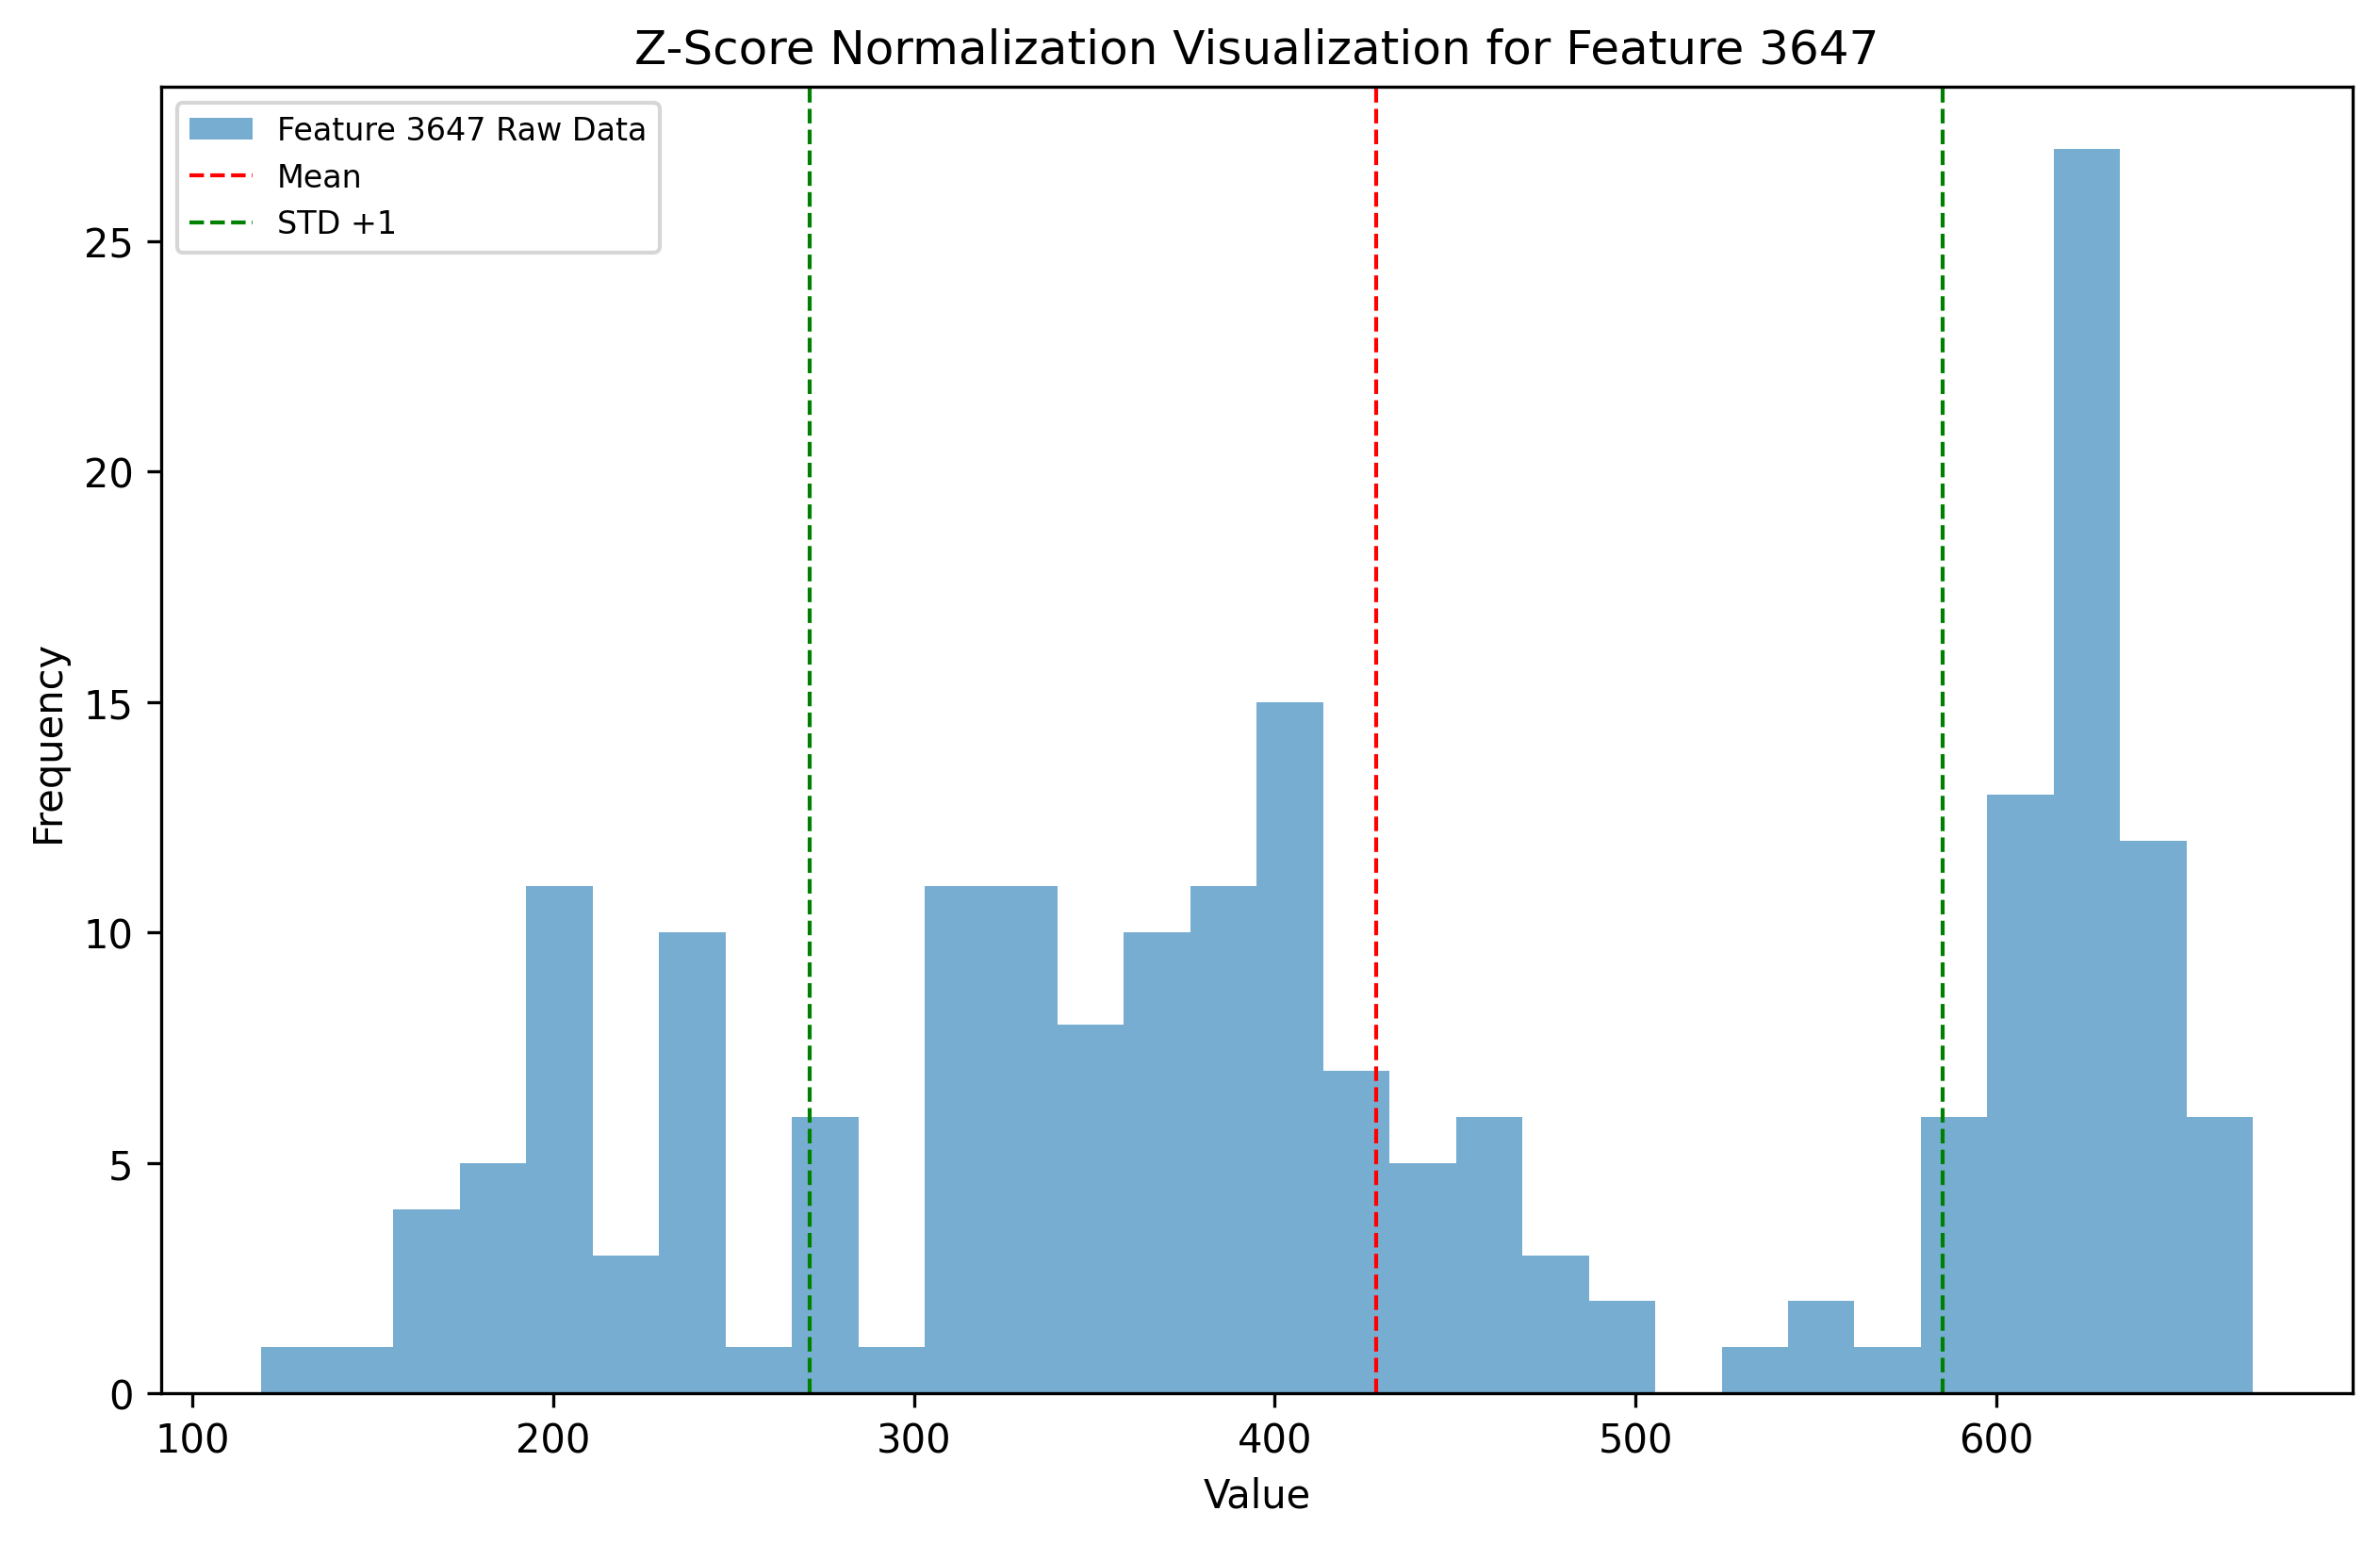 Z-Score Normalization Visualization for Feature 3647
Feature 3647 Raw Data
Mean
STD +1
Frequency
25
20
15
10
5
0
100 200 300 400 500 600
Value